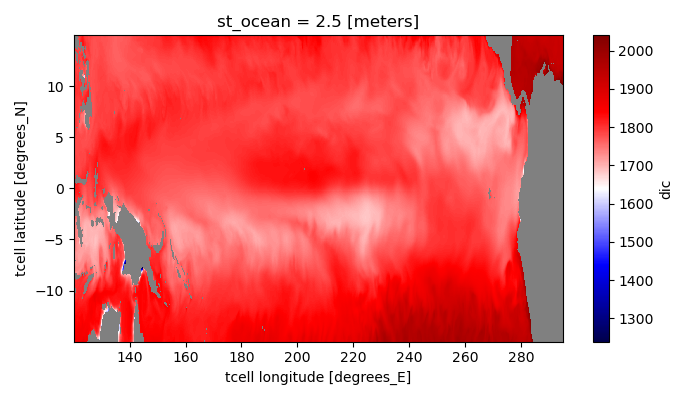 st_ocean = 2.5 [meters]
10
5
0
−5
−10
tcell latitude [degrees_N]
140 160 180 200 220 240 260 280
tcell longitude [degrees_E]
2000
1900
1800
1700
1600
1500
1400
1300
dic